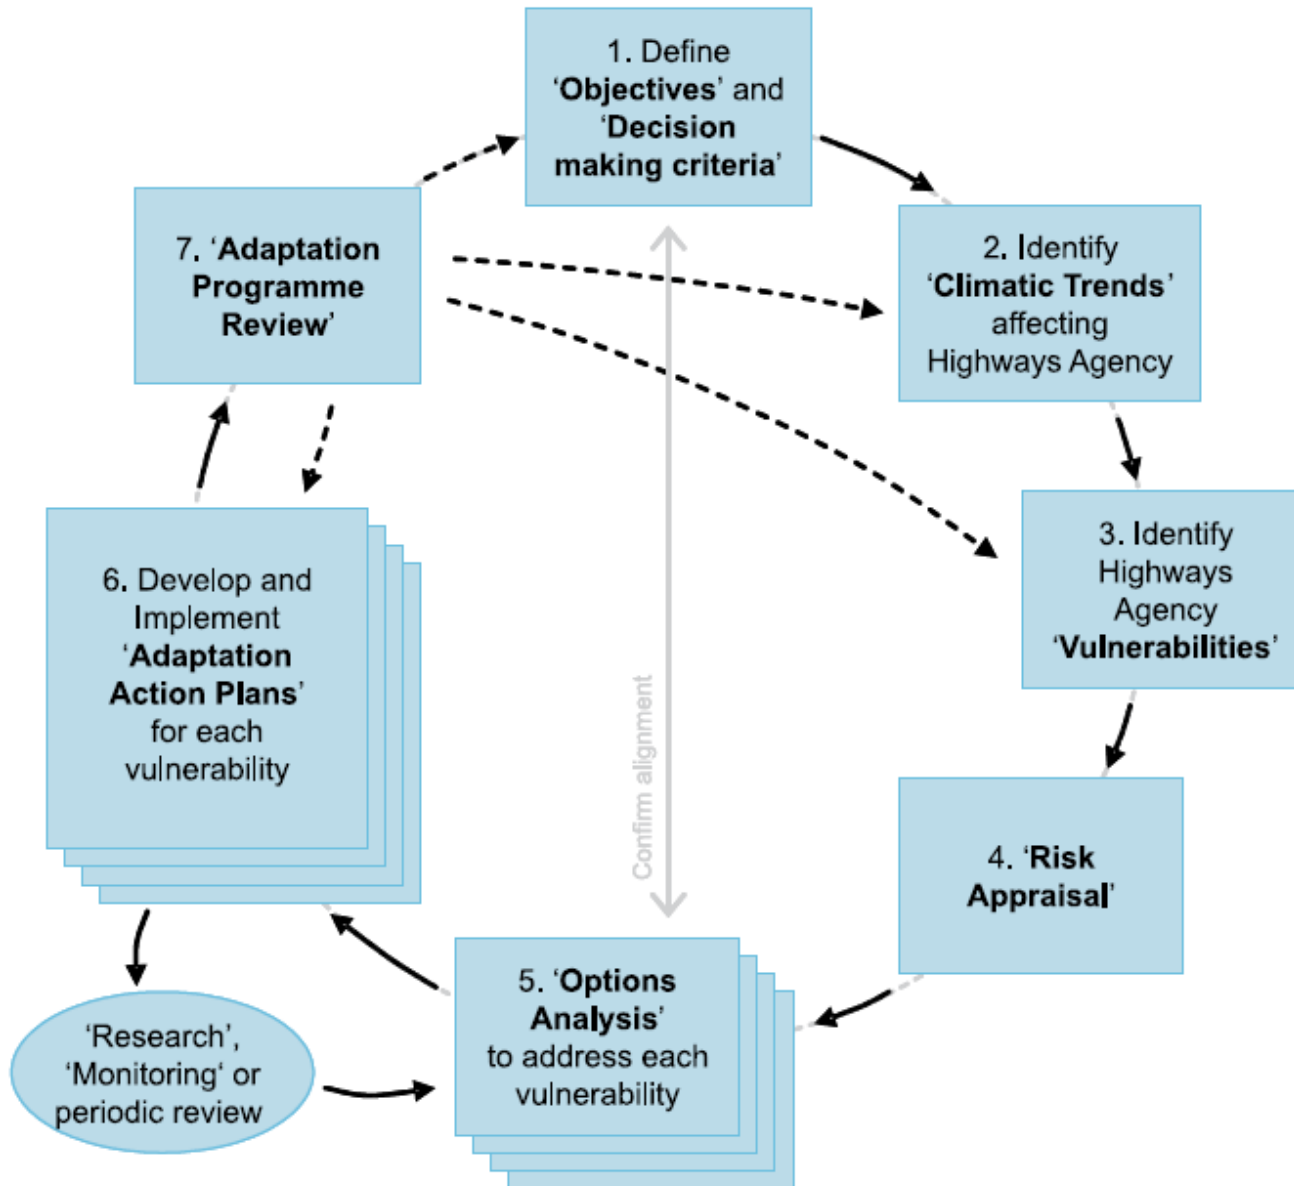 1. Define
‘Objectives’ and
‘Decision
making criteria’
2. Identify
‘Climatic Trends’
affecting
Highways Agency
3. Identify
Highways
Agency
‘Vulnerabilities’
4. ‘Risk
Appraisal’
5. ‘Options
Analysis’
to address each
vulnerability
6. Develop and
Implement
‘Adaptation
Action Plans’
for each
vulnerability
7. ‘Adaptation
Programme
Review’
‘Research’,
‘Monitoring‘ or
periodic review
Confirm alignment